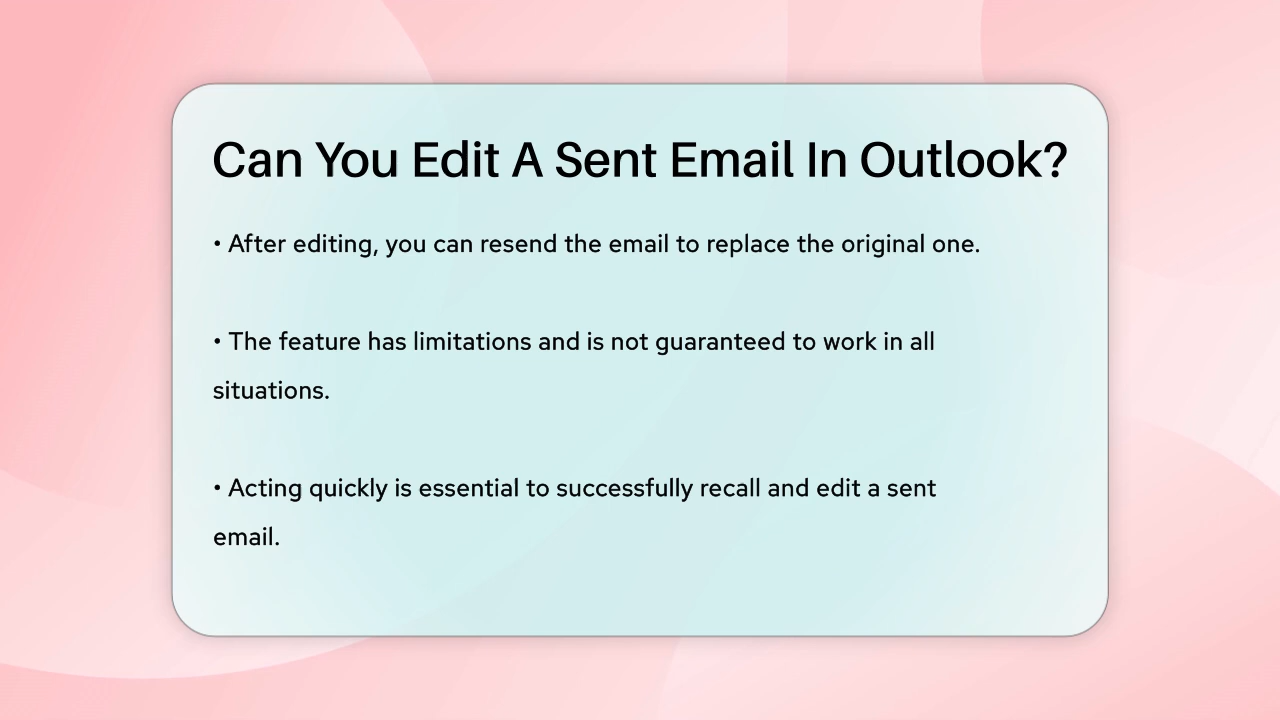 Can You Edit A Sent Email In Outlook?
• After editing, you can resend the email to replace the original one.
• The feature has limitations and is not guaranteed to work in all
situations.
• Acting quickly is essential to successfully recall and edit a sent
email.